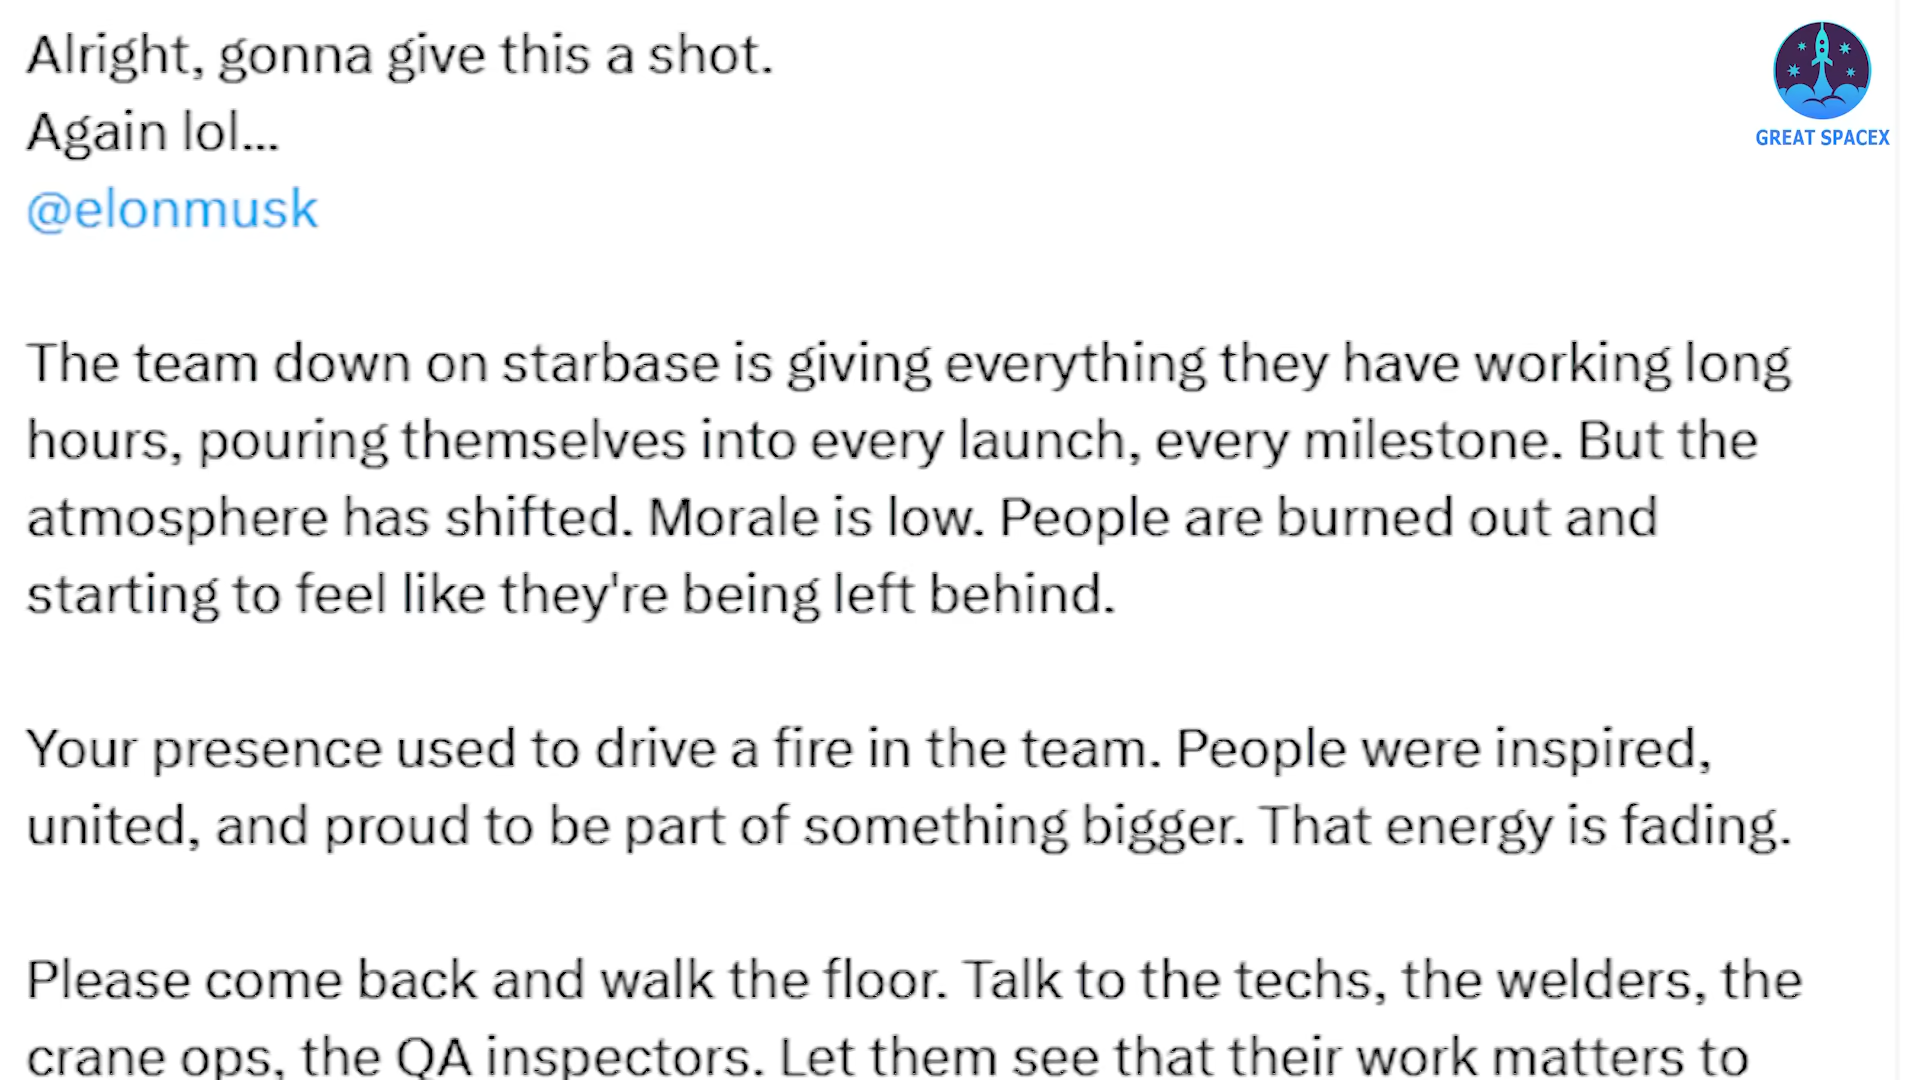 Alright, gonna give this a shot.
Again lol...
@elonmusk
The team down on starbase is giving everything they have working long
hours, pouring themselves into every launch, every milestone. But the
atmosphere has shifted. Morale is low. People are burned out and
starting to feel like they're being left behind.
Your presence used to drive a fire in the team. People were inspired,
united, and proud to be part of something bigger. That energy is fading.
Please come back and walk the floor. Talk to the techs, the welders, the
crane ops, the QA inspectors. Let them see that their work matters to
GREAT SPACEX